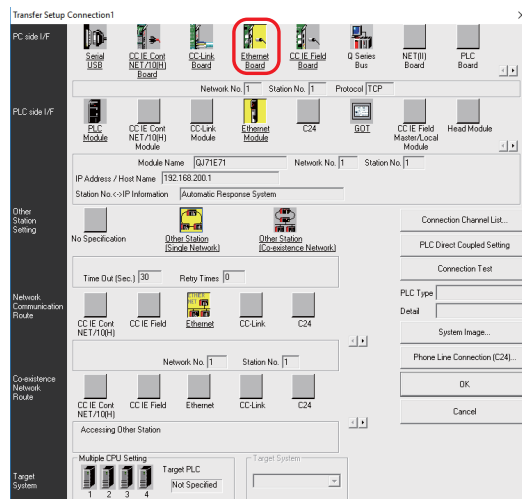 Transfer Setup Connection1
PC side I/F
Serial USB
CC IE Cont NET/10(H) Board
CC-Link Board
Ethernet Board
CC IE Field Board
Q Series Bus
NET(II) Board
PLC Board
Network No. 1 Station No. 1 Protocol TCP
PLC side I/F
PLC Module
CC IE Cont NET/10(H) Module
CC-Link Module
Ethernet Module
C24
GOT
CC IE Field Master/Local Module
Head Module
Module Name QJ71E71 Network No. 1 Station No. 1
IP Address / Host Name 192.168.200.1
Station No.<->IP Information Automatic Response System
Other Station Setting
No Specification
Other Station (Single Network)
Other Station (Co-existence Network)
Time Out (Sec.) 30 Retry Times 0
Connection Channel List...
PLC Direct Coupled Setting
Connection Test
PLC Type
Detail
System Image...
Phone Line Connection (C24)...
OK
Cancel
Network Communication Route
CC IE Cont NET/10(H)
CC IE Field
Ethernet
CC-Link
C24
Network No. 1 Station No. 1
Co-existence Network Route
CC IE Cont NET/10(H)
CC IE Field
Ethernet
CC-Link
C24
Accessing Other Station
Target System
Multiple CPU Setting
1 2 3 4
Target PLC
Not Specified
Target System